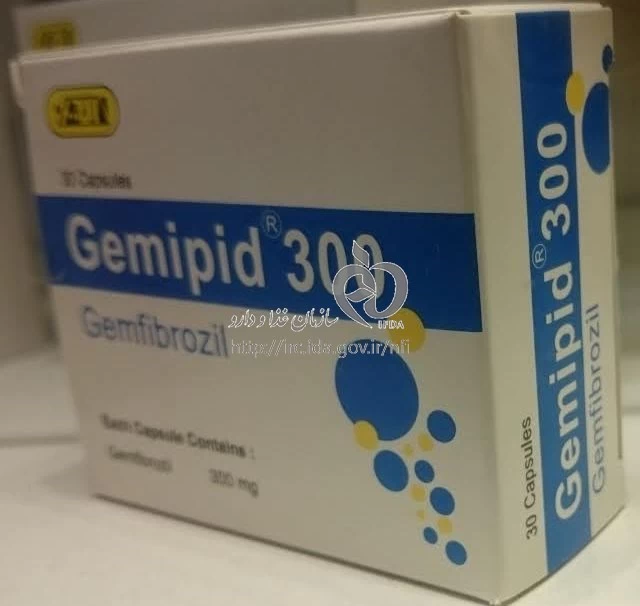 30 Capsules
Gemipid® 300
Gemfibrozil
Each Capsule Contains :
Gemfibrozil 300 mg
سازمان غذا و دارو
IFDA
http://irc.fda.gov.ir/nfi
30 Capsules
Gemipid® 300
Gemfibrozil